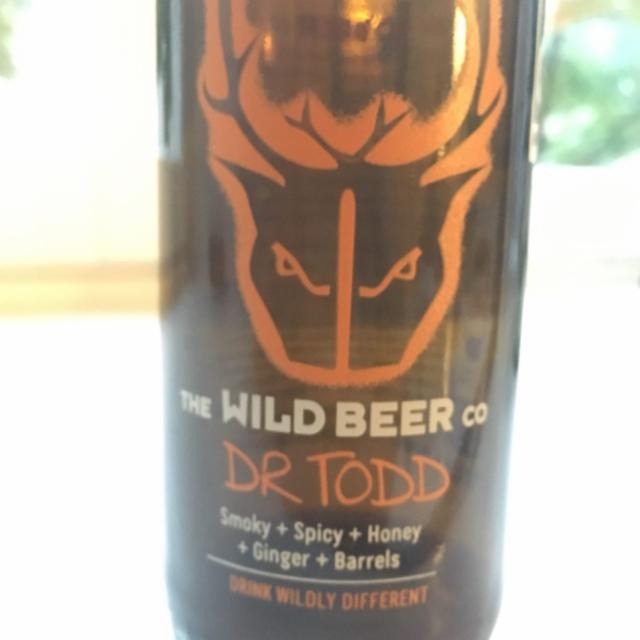 THE WILD BEER CO
DR TODD
Smoky + Spicy + Honey
+ Ginger + Barrels
DRINK WILDLY DIFFERENT